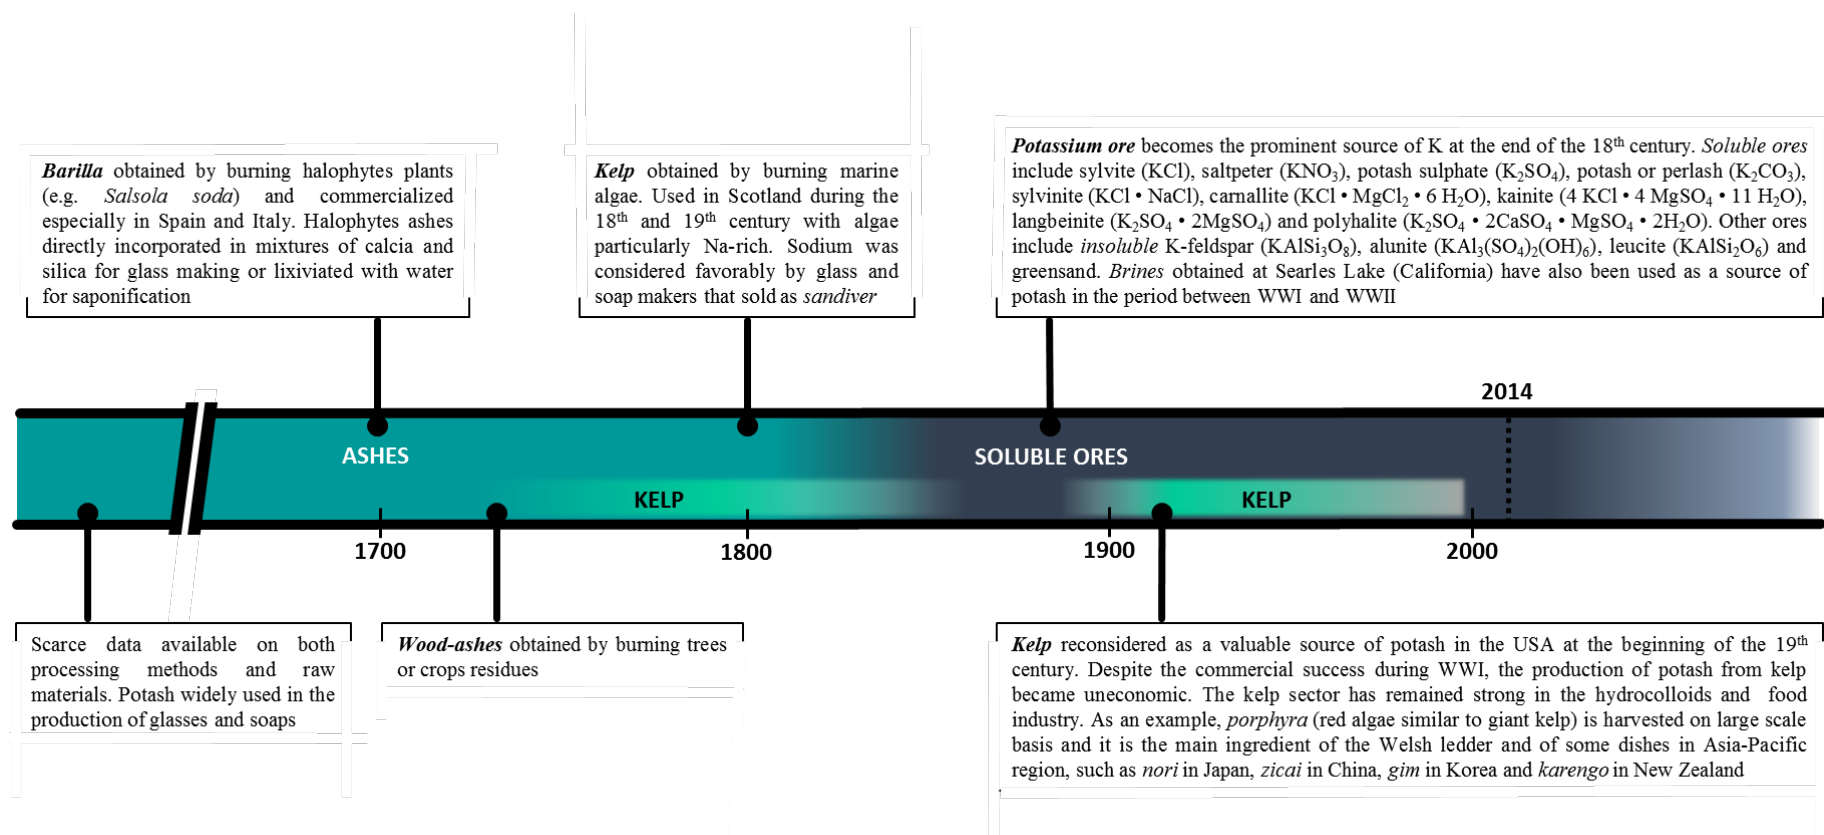 Barilla obtained by burning halophytes plants
(e.g. Salsola soda) and commercialized
especially in Spain and Italy. Halophytes ashes
directly incorporated in mixtures of calcia and
silica for glass making or lixiviated with water
for saponification
Kelp obtained by burning marine
algae. Used in Scotland during the
18th and 19th century with algae
particularly Na-rich. Sodium was
considered favorably by glass and
soap makers that sold as sandiver
Potassium ore becomes the prominent source of K at the end of the 18th century. Soluble ores
include sylvite (KCl), saltpeter (KNO3), potash sulphate (K2SO4), potash or perlash (K2CO3),
sylvinite (KCl • NaCl), carnallite (KCl • MgCl2 • 6 H2O), kainite (4 KCl • 4 MgSO4 • 11 H2O),
langbeinite (K2SO4 • 2MgSO4) and polyhalite (K2SO4 • 2CaSO4 • MgSO4 • 2H2O). Other ores
include insoluble K-feldspar (KAlSi3O8), alunite (KAl3(SO4)2(OH)6), leucite (KAlSi2O6) and
greensand. Brines obtained at Searles Lake (California) have also been used as a source of
potash in the period between WWI and WWII
2014
ASHES
SOLUBLE ORES
KELP
KELP
1700
1800
1900
2000
Scarce data available on both
processing methods and raw
materials. Potash widely used in the
production of glasses and soaps
Wood-ashes obtained by burning trees
or crops residues
Kelp reconsidered as a valuable source of potash in the USA at the beginning of the 19th
century. Despite the commercial success during WWI, the production of potash from kelp
became uneconomic. The kelp sector has remained strong in the hydrocolloids and food
industry. As an example, porphyra (red algae similar to giant kelp) is harvested on large scale
basis and it is the main ingredient of the Welsh ledder and of some dishes in Asia-Pacific
region, such as nori in Japan, zicai in China, gim in Korea and karengo in New Zealand